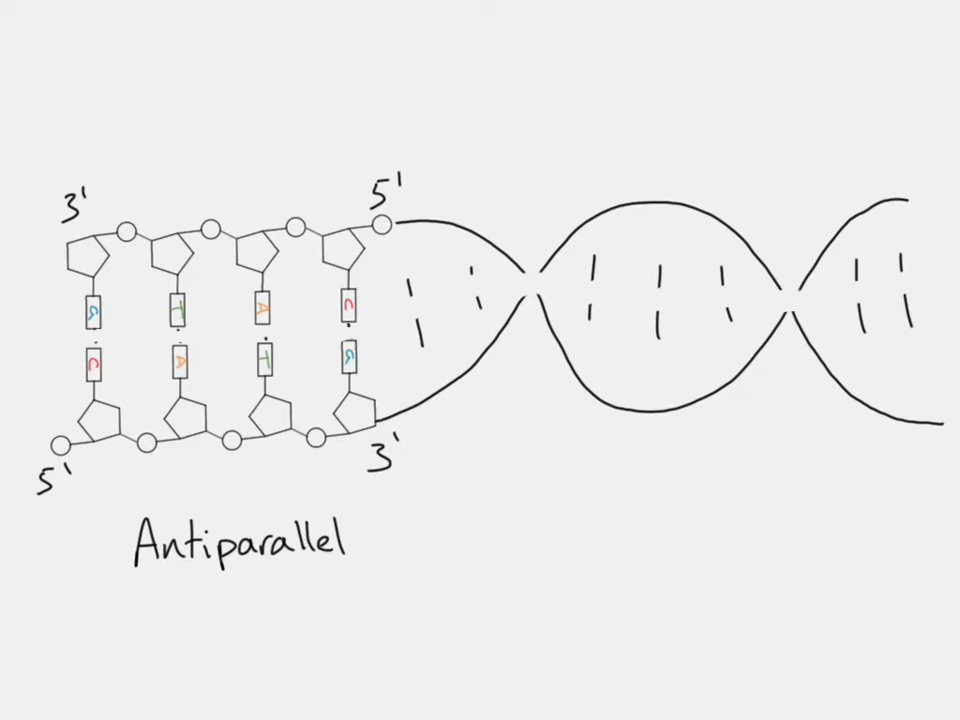 3' 5'
G T A C
C A T G
5' 3'
Antiparallel